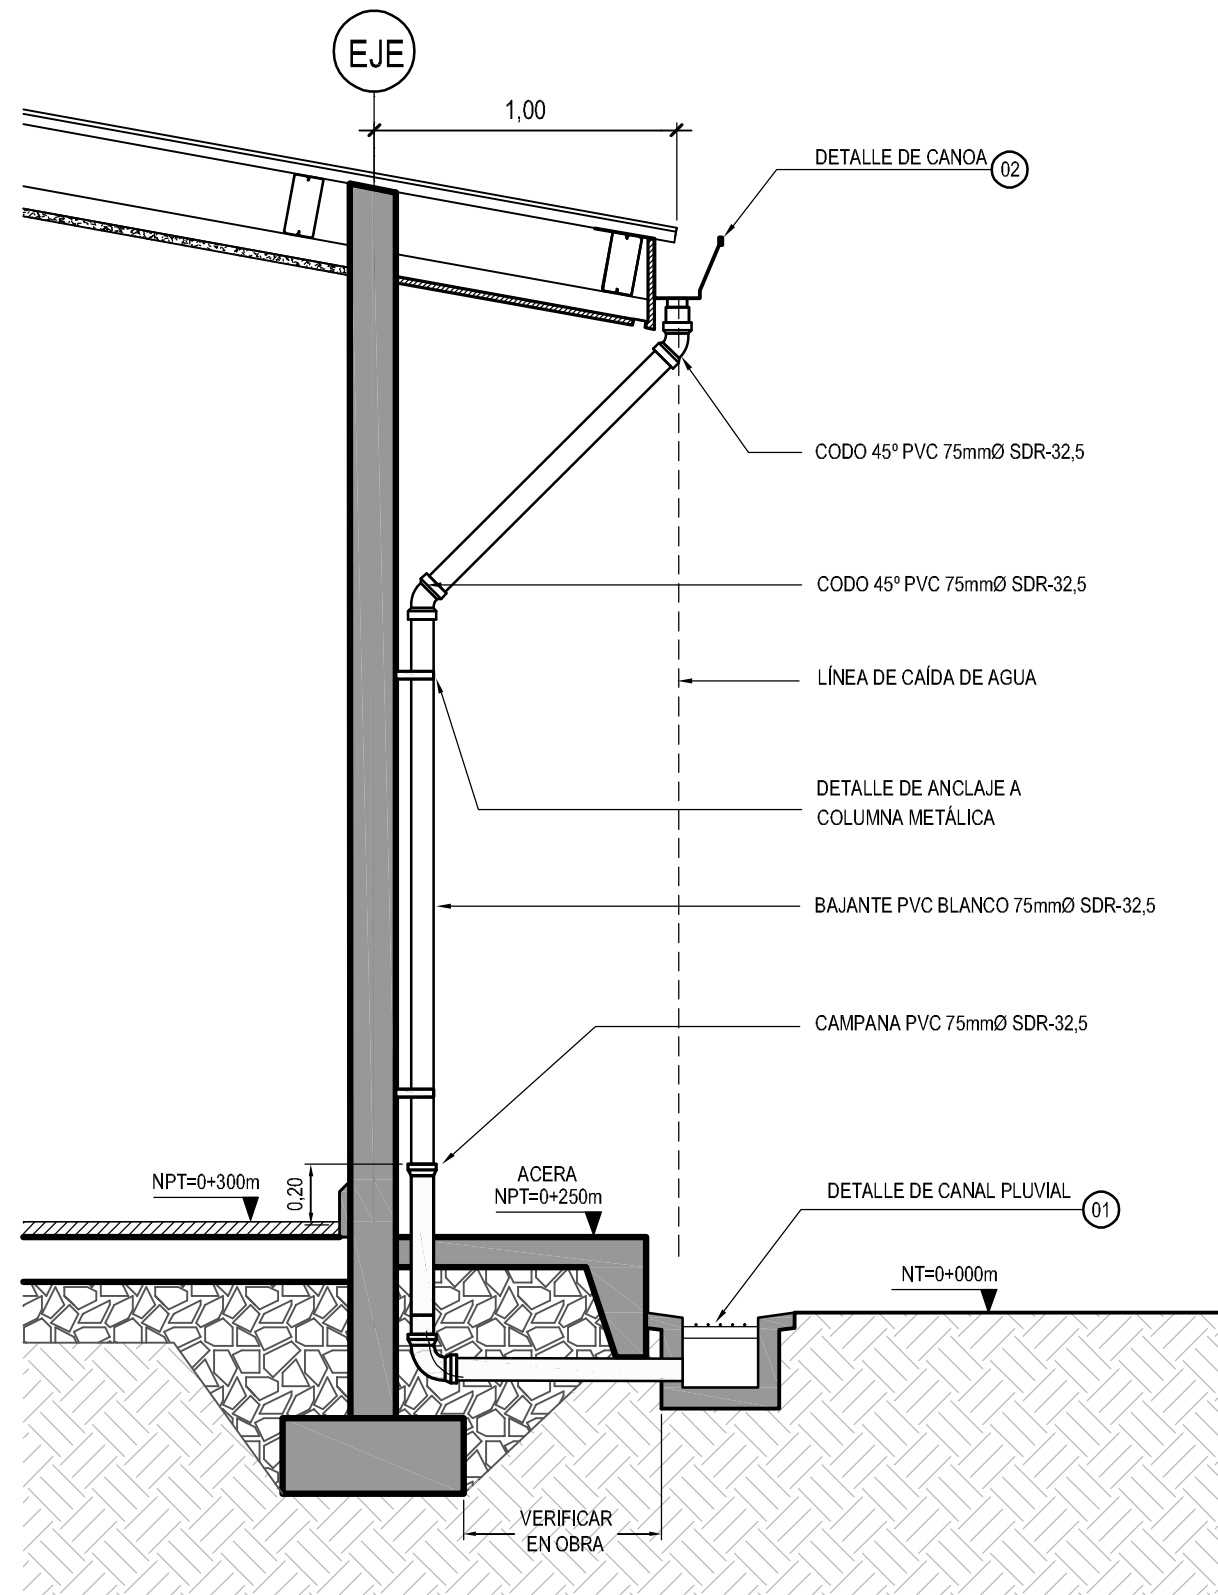 EJE
1,00
DETALLE DE CANOA
02
CODO 45º PVC 75mmØ SDR-32,5
CODO 45º PVC 75mmØ SDR-32,5
LÍNEA DE CAÍDA DE AGUA
DETALLE DE ANCLAJE A
COLUMNA METÁLICA
BAJANTE PVC BLANCO 75mmØ SDR-32,5
CAMPANA PVC 75mmØ SDR-32,5
NPT=0+300m
0,20
ACERA
NPT=0+250m
DETALLE DE CANAL PLUVIAL
01
NT=0+000m
VERIFICAR
EN OBRA